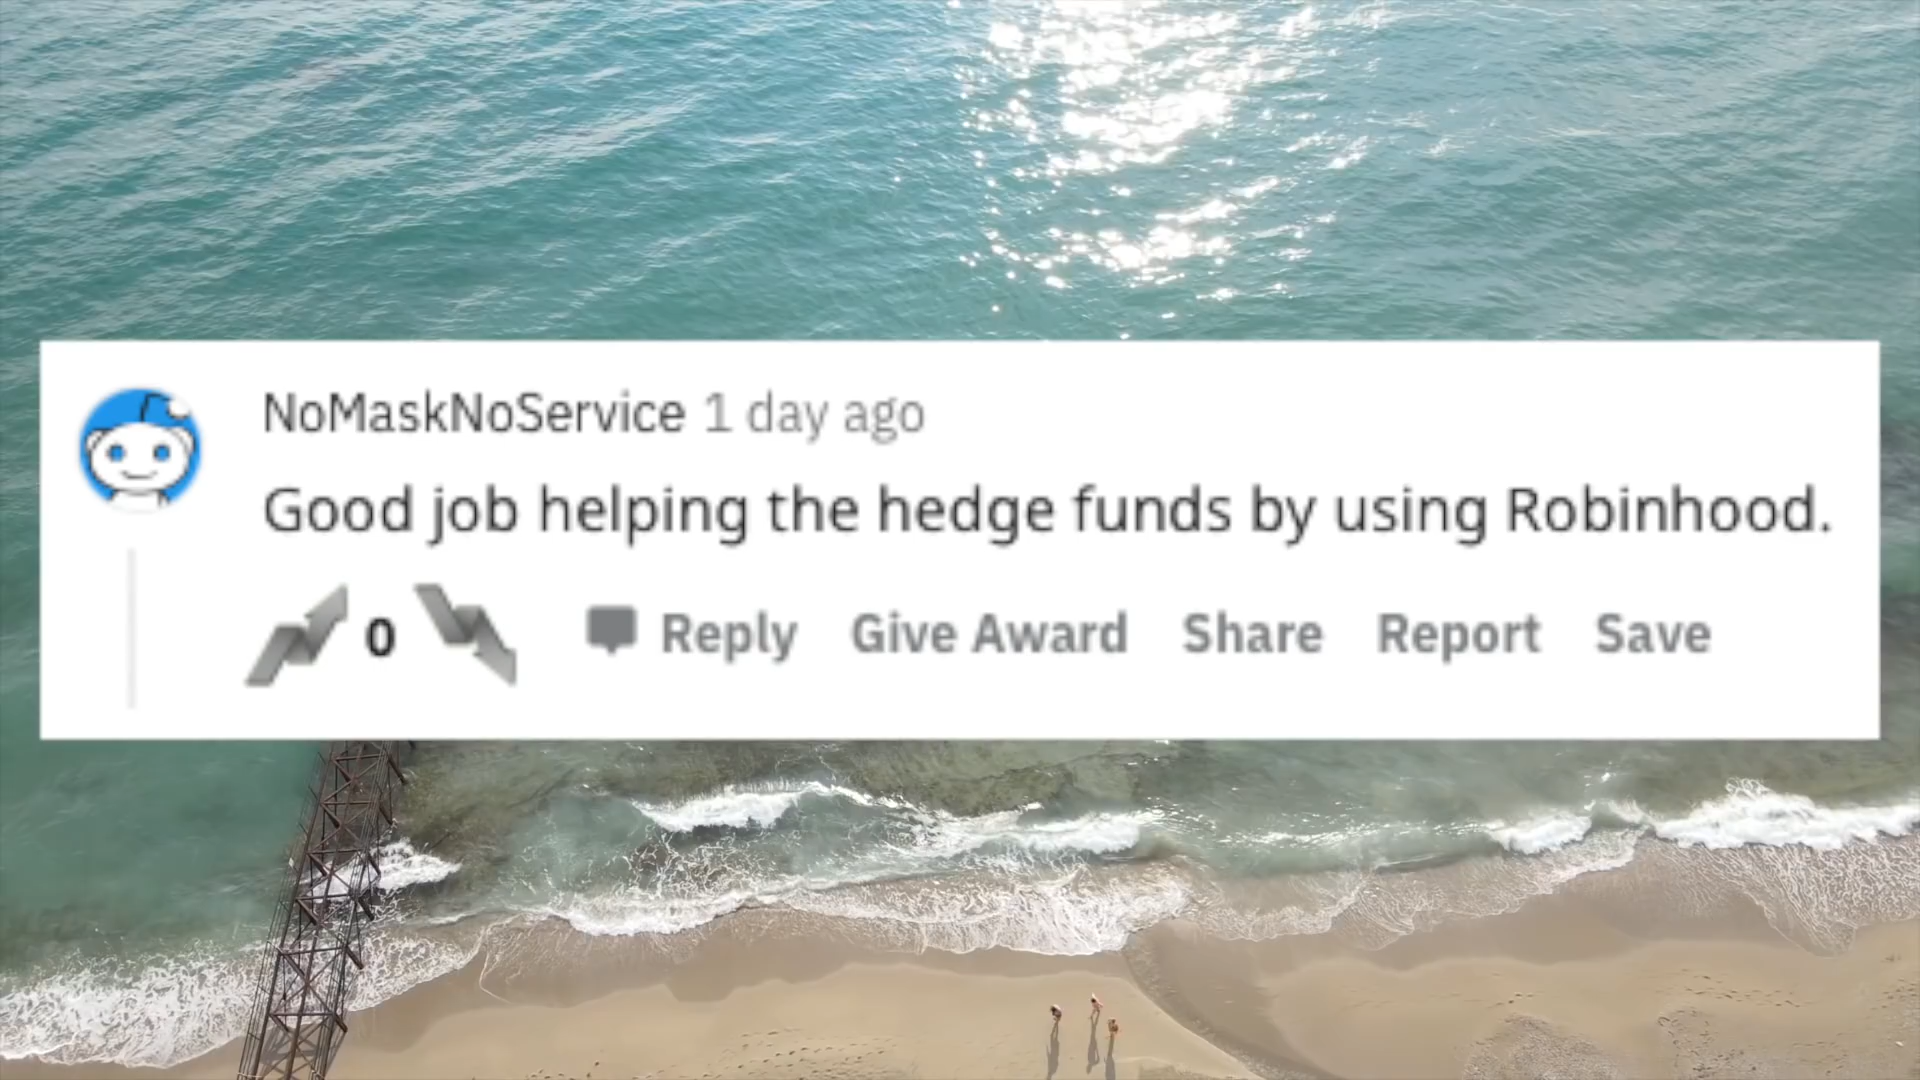 NoMaskNoService 1 day ago
Good job helping the hedge funds by using Robinhood.
0 Reply Give Award Share Report Save